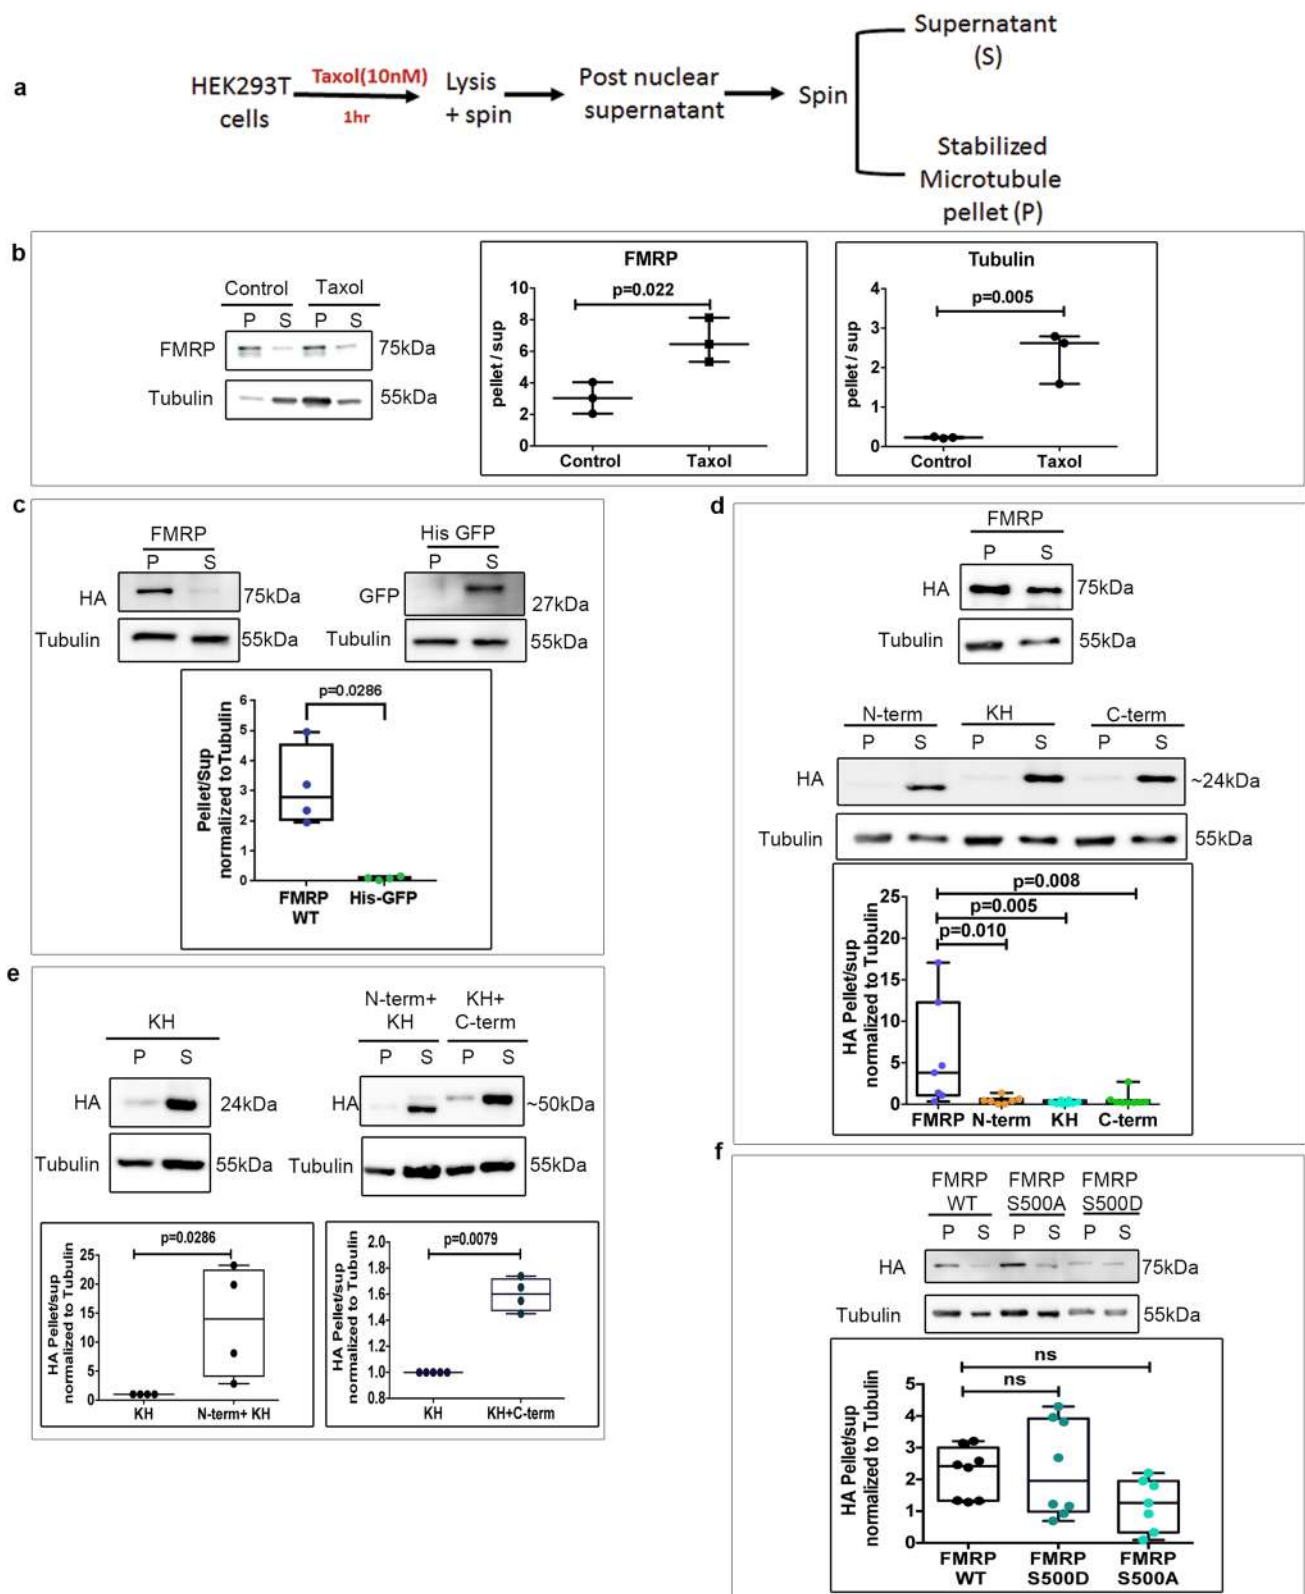 a
HEK293T
cells
Taxol(10nM)
1hr
Lysis
+ spin
Post nuclear
supernatant
Spin
Supernatant
(S)
Stabilized
Microtubule
pellet (P)
b
Control Taxol
P S P S
FMRP 75kDa
Tubulin 55kDa
FMRP
p=0.022
pellet / sup
10
8
6
4
2
0
Control Taxol
Tubulin
p=0.005
pellet / sup
4
3
2
1
0
Control Taxol
c
FMRP
P S
HA 75kDa
Tubulin 55kDa
His GFP
P S
GFP 27kDa
Tubulin 55kDa
p=0.0286
Pellet/Sup
normalized to Tubulin
6
5
4
3
2
1
0
FMRP
WT
His-GFP
d
FMRP
P S
HA 75kDa
Tubulin 55kDa
N-term KH C-term
P S P S P S
HA ~24kDa
Tubulin 55kDa
p=0.008
p=0.005
p=0.010
HA Pellet/sup
normalized to Tubulin
25
20
15
10
5
0
FMRP N-term KH C-term
e
KH
P S
HA 24kDa
Tubulin 55kDa
N-term+
KH
KH+
C-term
P S P S
HA ~50kDa
Tubulin 55kDa
p=0.0286
HA Pellet/sup
normalized to Tubulin
25
20
15
10
5
0
KH N-term+ KH
p=0.0079
HA Pellet/sup
normalized to Tubulin
2.0
1.8
1.6
1.4
1.2
1.0
0.8
KH KH+C-term
f
FMRP FMRP FMRP
WT S500A S500D
P S P S P S
HA 75kDa
Tubulin 55kDa
ns
ns
HA Pellet/sup
normalized to Tubulin
5
4
3
2
1
0
FMRP FMRP FMRP
WT S500D S500A